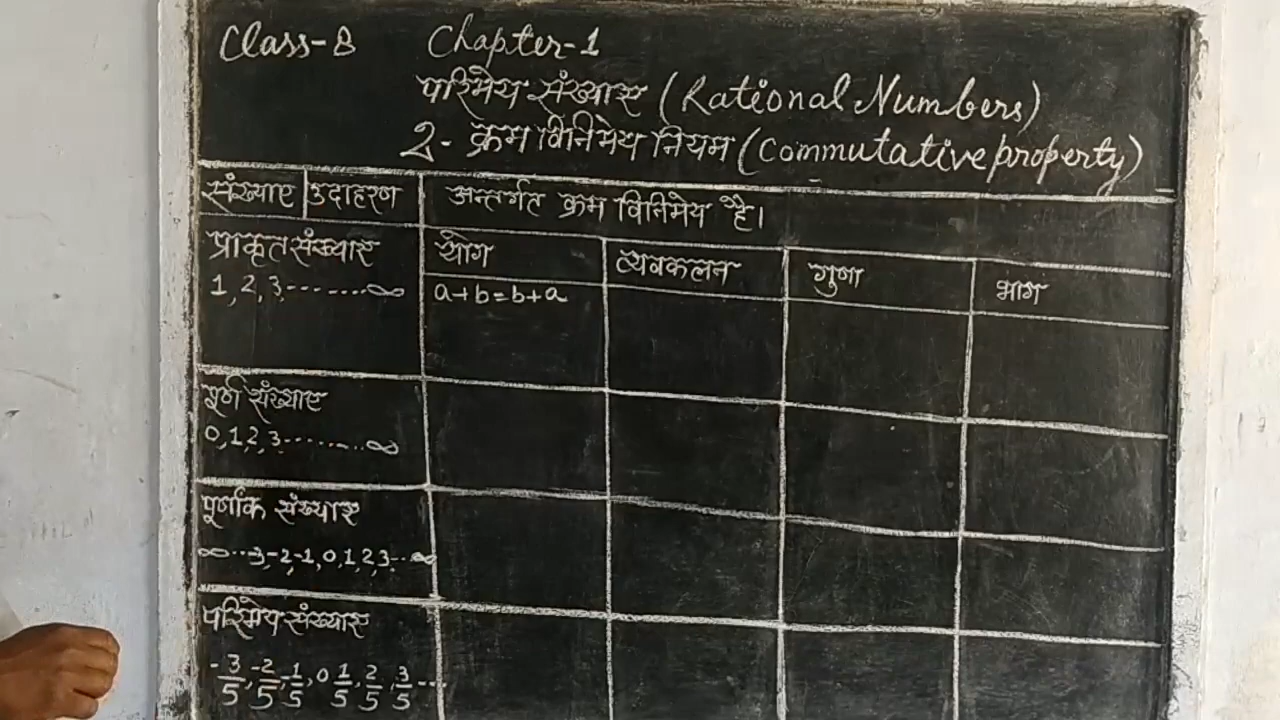 Class-8 Chapter-1
परिमेय संख्याए (Rational Numbers)
2- क्रम विनिमेय नियम (Commutative property)
संख्याए उदाहरण अन्तर्गत क्रम विनिमेय है।
प्राकृत संख्याए योग व्यवकलन गुणा भाग
1, 2, 3 -------- ∞ a+b=b+a
पूर्ण संख्याए
0,1,2,3--------∞
पूर्णांक संख्याए
∞---3,-2,-1,0,1,2,3---∞
परिमेय संख्याए
-3/5, -2/5, -1/5, 0 1/5, 2/5, 3/5 ---